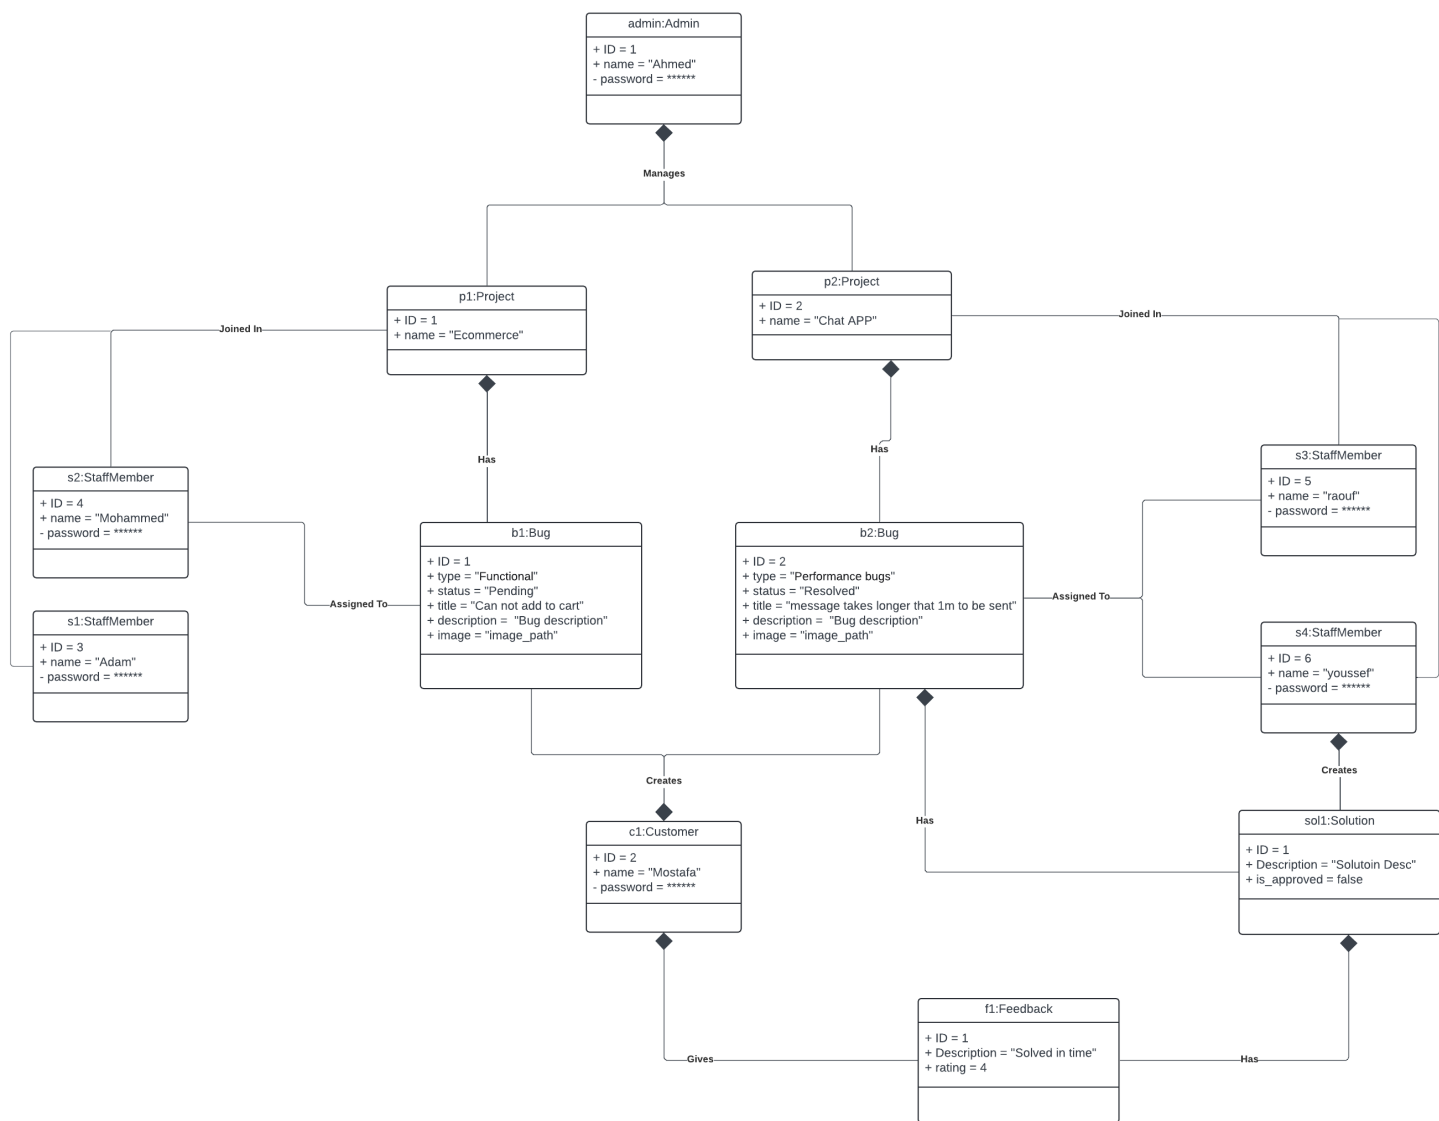 admin:Admin
+ ID = 1
+ name = "Ahmed"
- password = ******
Manages
p1:Project
+ ID = 1
+ name = "Ecommerce"
p2:Project
+ ID = 2
+ name = "Chat APP"
Joined In
Joined In
Has
Has
s2:StaffMember
+ ID = 4
+ name = "Mohammed"
- password = ******
s3:StaffMember
+ ID = 5
+ name = "raouf"
- password = ******
b1:Bug
+ ID = 1
+ type = "Functional"
+ status = "Pending"
+ title = "Can not add to cart"
+ description =  "Bug description"
+ image = "image_path"
b2:Bug
+ ID = 2
+ type = "Performance bugs"
+ status = "Resolved"
+ title = "message takes longer that 1m to be sent"
+ description =  "Bug description"
+ image = "image_path"
Assigned To
Assigned To
s1:StaffMember
+ ID = 3
+ name = "Adam"
- password = ******
s4:StaffMember
+ ID = 6
+ name = "youssef"
- password = ******
Creates
Creates
c1:Customer
+ ID = 2
+ name = "Mostafa"
- password = ******
Has
sol1:Solution
+ ID = 1
+ Description = "Solutoin Desc"
+ is_approved = false
f1:Feedback
+ ID = 1
+ Description = "Solved in time"
+ rating = 4
Gives
Has